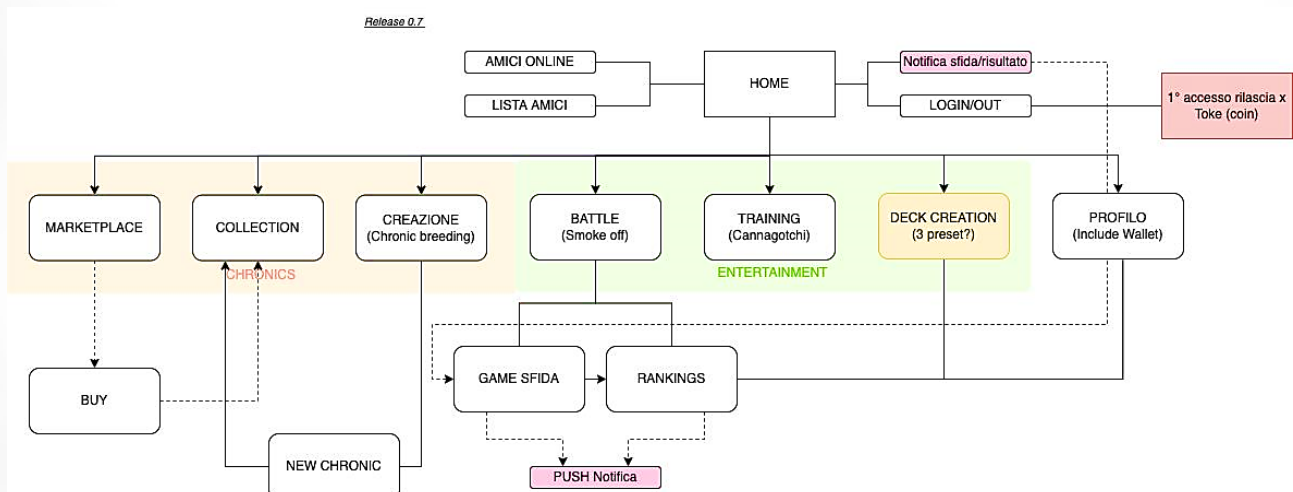 Release 0.7
AMICI ONLINE
LISTA AMICI
HOME
Notifica sfida/risultato
LOGIN/OUT
1° accesso rilascia x
Toke (coin)
MARKETPLACE
COLLECTION
CREAZIONE
(Chronic breeding)
BATTLE
(Smoke off)
TRAINING
(Cannagotchi)
DECK CREATION
(3 preset?)
PROFILO
(Include Wallet)
CHRONICS
ENTERTAINMENT
BUY
GAME SFIDA
RANKINGS
NEW CHRONIC
PUSH Notifica